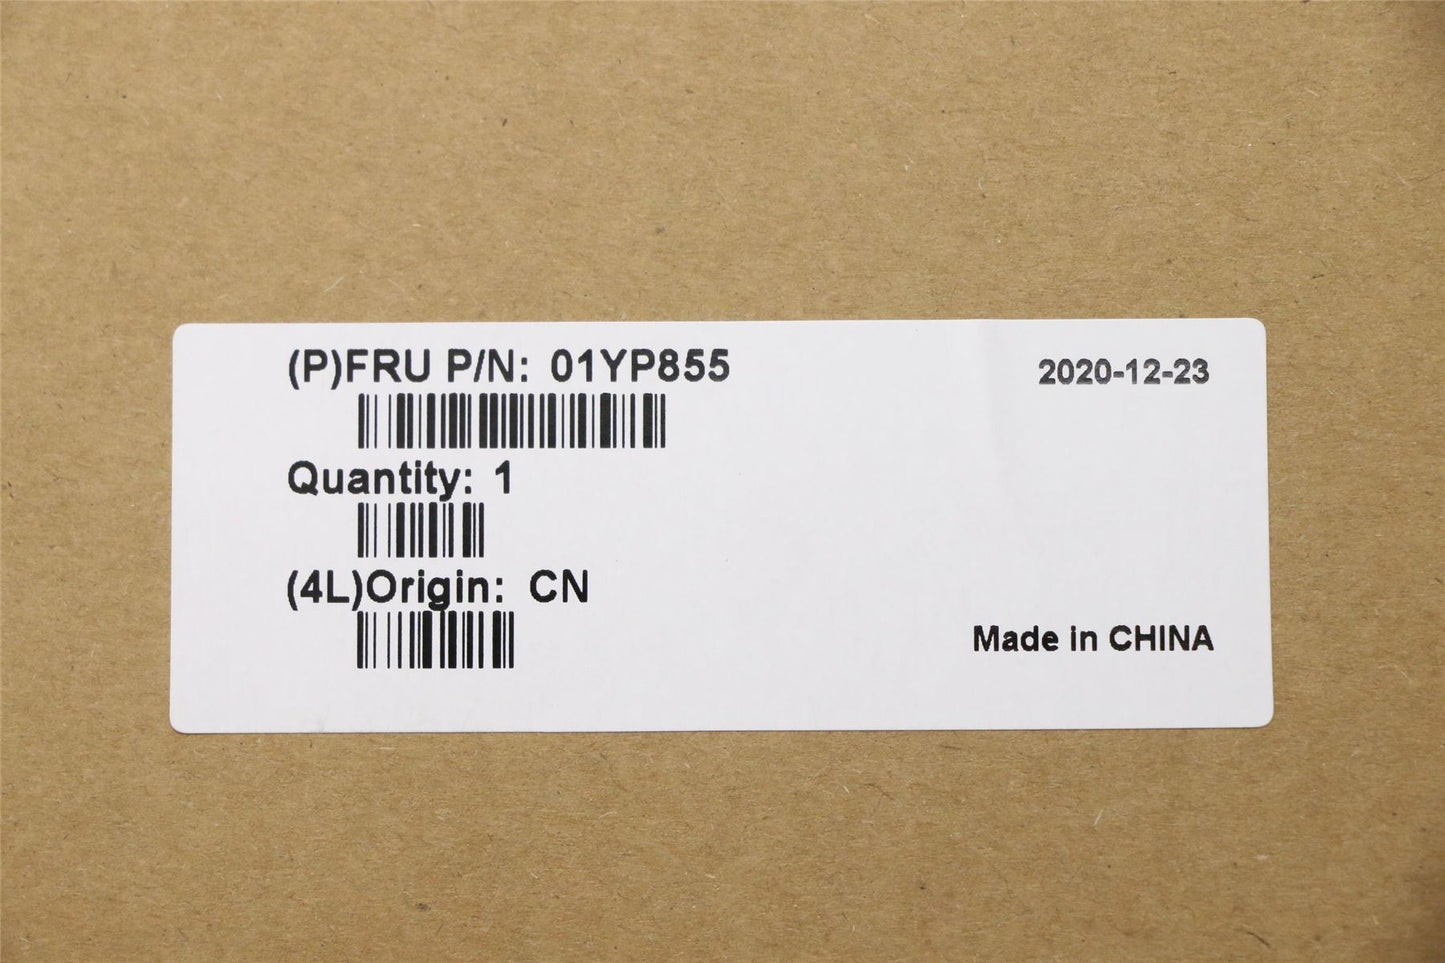 (P)FRU P/N: 01YP855
2020-12-23
Quantity: 1
(4L)Origin: CN
Made in CHINA